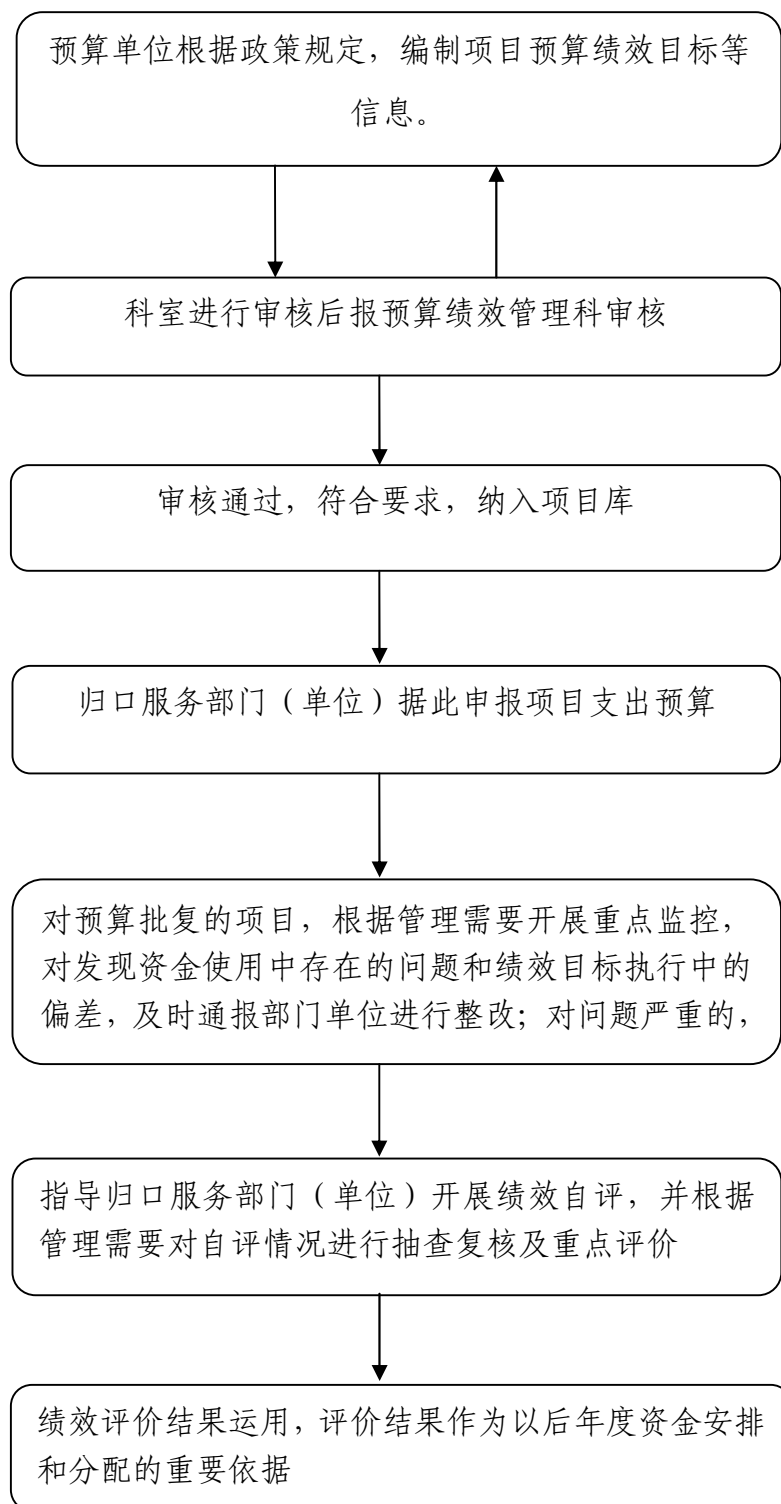 预算单位根据政策规定，编制项目预算绩效目标等
信息。
科室进行审核后报预算绩效管理科审核
审核通过，符合要求，纳入项目库
归口服务部门（单位）据此申报项目支出预算
对预算批复的项目，根据管理需要开展重点监控，
对发现资金使用中存在的问题和绩效目标执行中的
偏差，及时通报部门单位进行整改；对问题严重的，
指导归口服务部门（单位）开展绩效自评，并根据
管理需要对自评情况进行抽查复核及重点评价
绩效评价结果运用，评价结果作为以后年度资金安排
和分配的重要依据